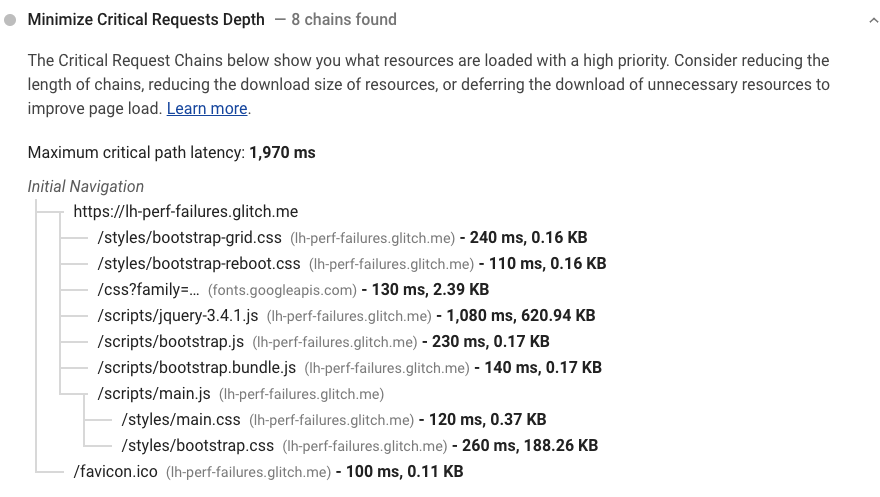 Minimize Critical Requests Depth — 8 chains found
The Critical Request Chains below show you what resources are loaded with a high priority. Consider reducing the
length of chains, reducing the download size of resources, or deferring the download of unnecessary resources to
improve page load. Learn more.
Maximum critical path latency: 1,970 ms
Initial Navigation
https://lh-perf-failures.glitch.me
/styles/bootstrap-grid.css (lh-perf-failures.glitch.me) - 240 ms, 0.16 KB
/styles/bootstrap-reboot.css (lh-perf-failures.glitch.me) - 110 ms, 0.16 KB
/css?family=… (fonts.googleapis.com) - 130 ms, 2.39 KB
/scripts/jquery-3.4.1.js (lh-perf-failures.glitch.me) - 1,080 ms, 620.94 KB
/scripts/bootstrap.js (lh-perf-failures.glitch.me) - 230 ms, 0.17 KB
/scripts/bootstrap.bundle.js (lh-perf-failures.glitch.me) - 140 ms, 0.17 KB
/scripts/main.js (lh-perf-failures.glitch.me)
/styles/main.css (lh-perf-failures.glitch.me) - 120 ms, 0.37 KB
/styles/bootstrap.css (lh-perf-failures.glitch.me) - 260 ms, 188.26 KB
/favicon.ico (lh-perf-failures.glitch.me) - 100 ms, 0.11 KB